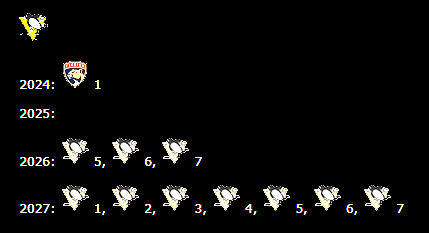 2024: 1
2025:
2026: 5, 6, 7
2027: 1, 2, 3, 4, 5, 6, 7